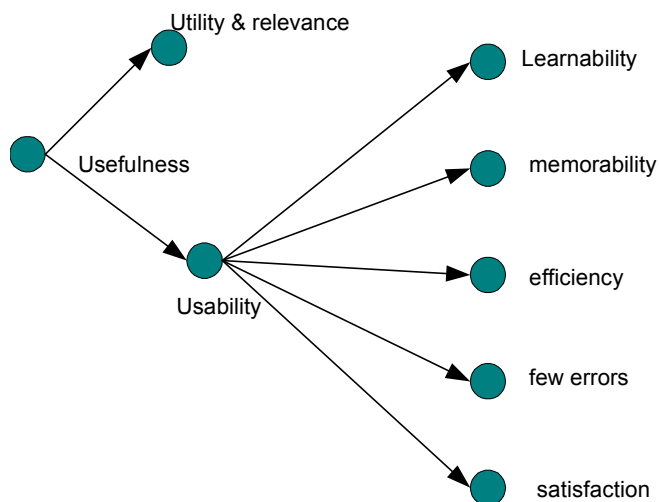 Utility & relevance
Learnability
Usefulness
memorability
efficiency
Usability
few errors
satisfaction